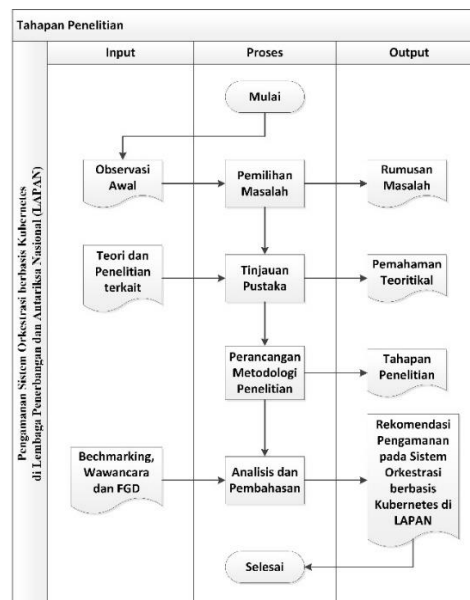 Tahapan Penelitian
Pengamanan Sistem Orkestrasi berbasis Kubernetes
di Lembaga Penerbangan dan Antariksa Nasional (LAPAN)
Input
Proses
Output
Mulai
Observasi
Awal
Pemilihan
Masalah
Rumusan
Masalah
Teori dan
Penelitian
terkait
Tinjauan
Pustaka
Pemahaman
Teoritikal
Perancangan
Metodologi
Penelitian
Tahapan
Penelitian
Bechmarking,
Wawancara
dan FGD
Analisis dan
Pembahasan
Rekomendasi
Pengamanan
pada Sistem
Orkestrasi
berbasis
Kubernetes di
LAPAN
Selesai